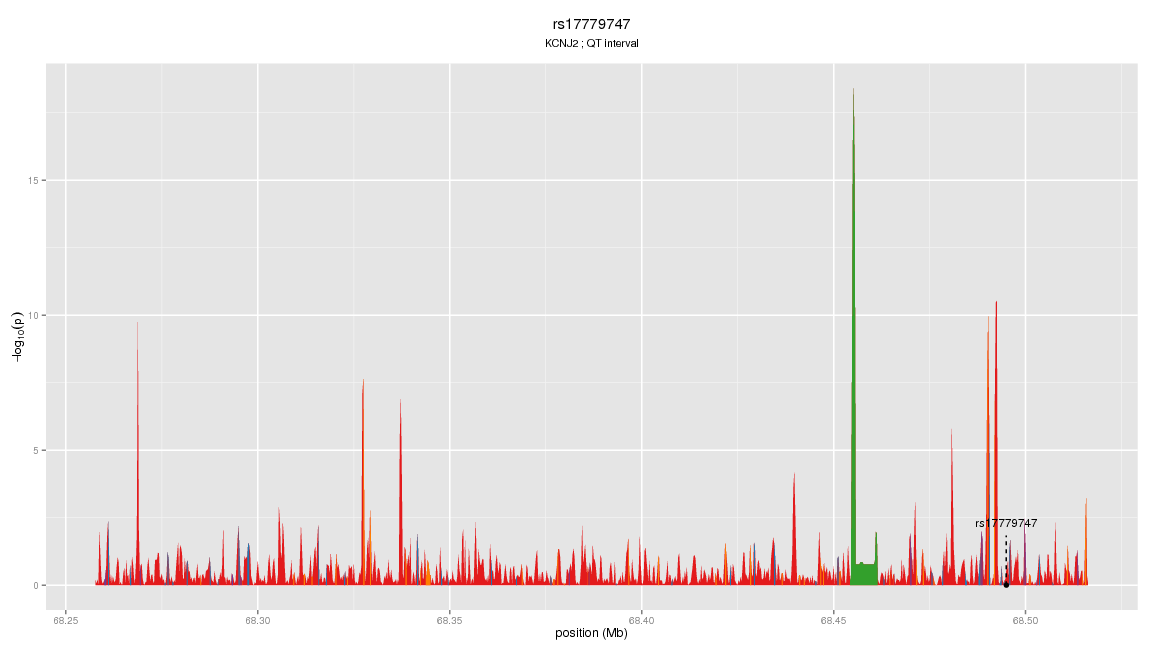 rs17779747
KCNJ2 ; QT interval
−log10(p)
15
10
5
0
rs17779747
68.25
68.30
68.35
68.40
68.45
68.50
position (Mb)